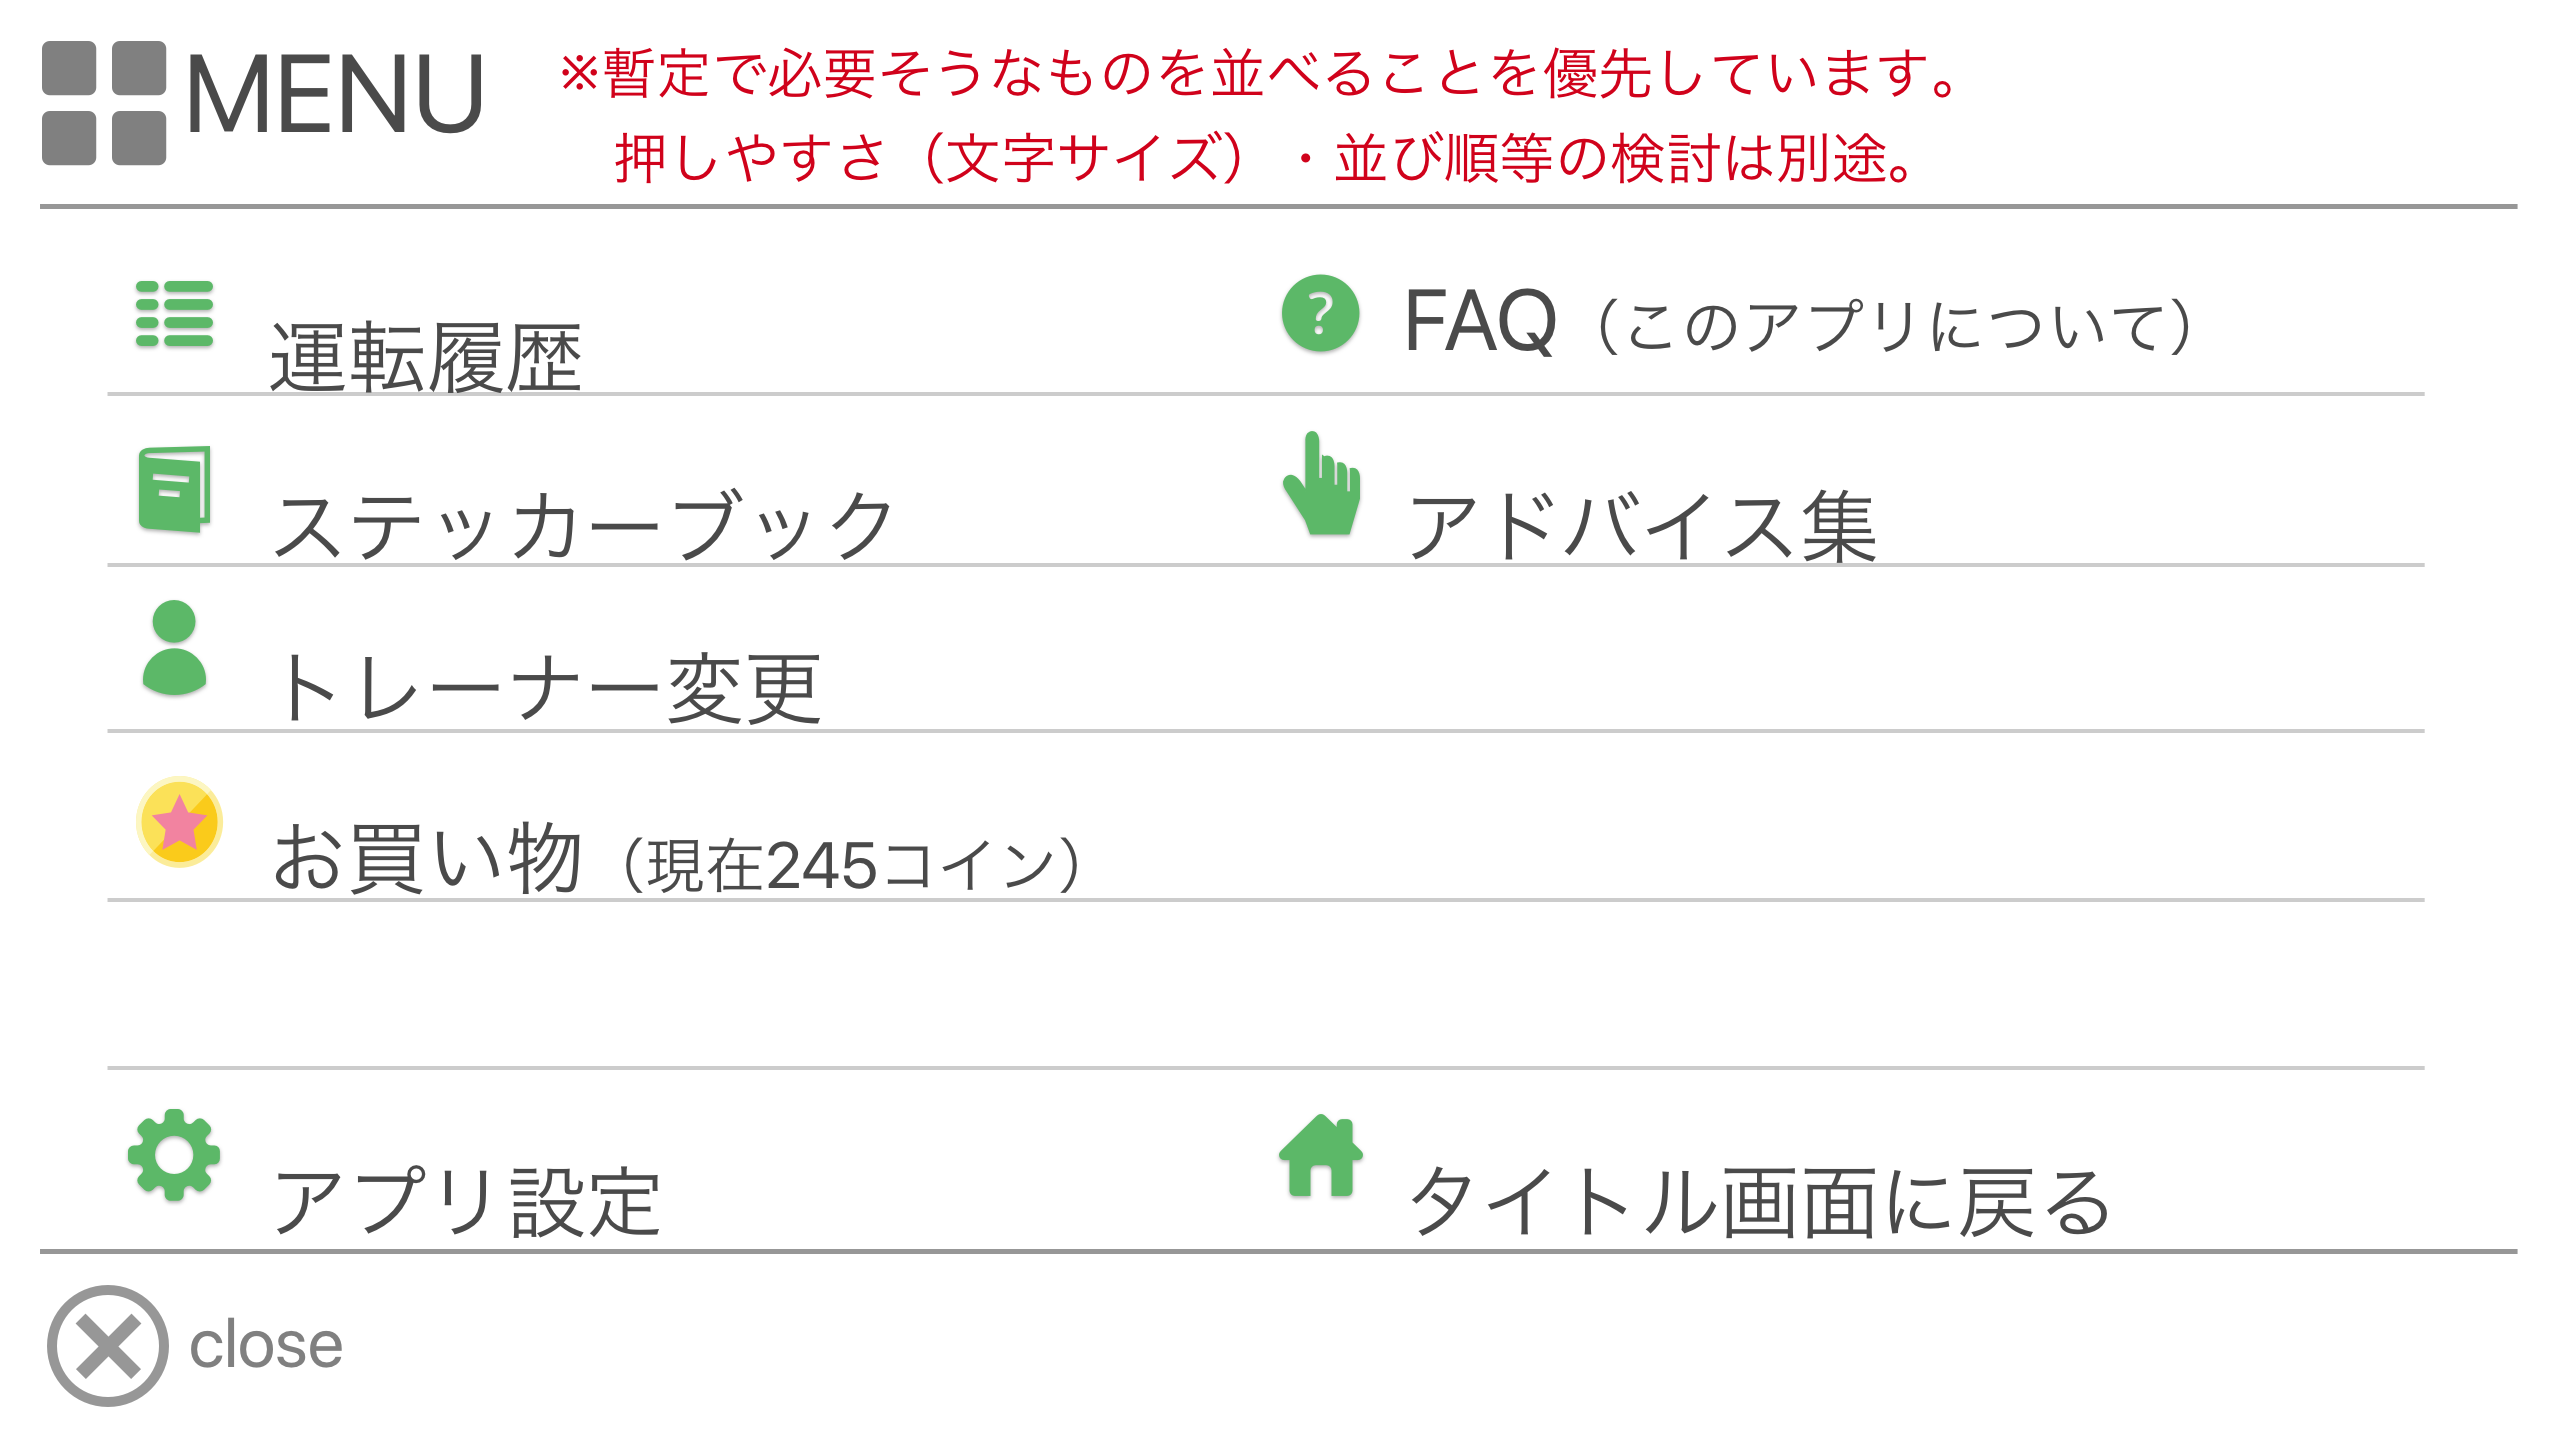 MENU
※暫定で必要そうなものを並べることを優先しています。
押しやすさ（文字サイズ）・並び順等の検討は別途。
運転履歴
FAQ（このアプリについて）
ステッカーブック
アドバイス集
トレーナー変更
お買い物（現在245コイン）
アプリ設定
タイトル画面に戻る
close